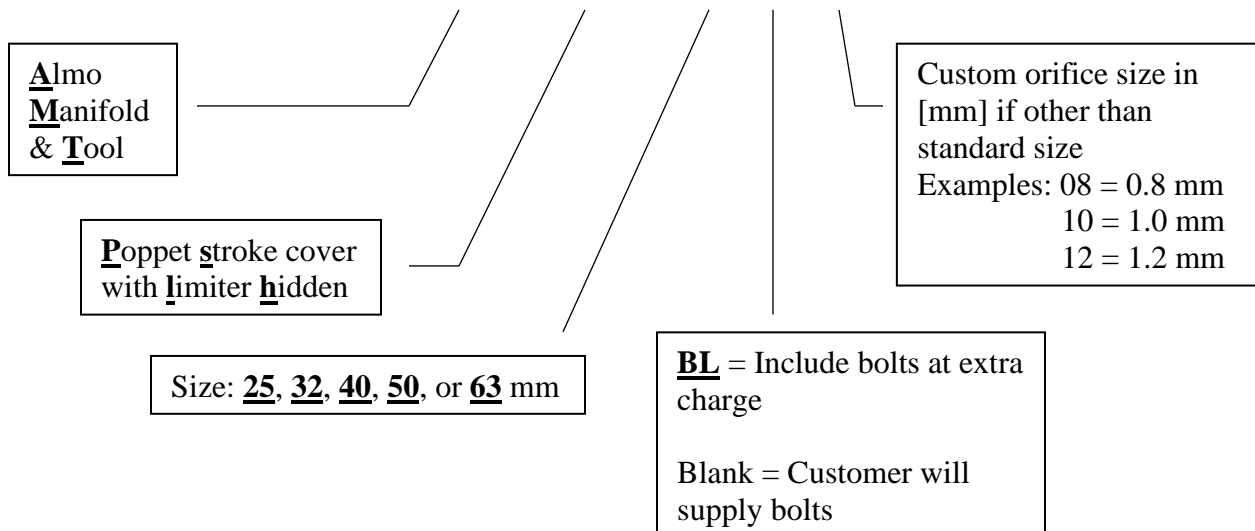 Almo
Manifold
& Tool
Custom orifice size in
[mm] if other than
standard size
Examples: 08 = 0.8 mm
10 = 1.0 mm
12 = 1.2 mm
Poppet stroke cover
with limiter hidden
Size: 25, 32, 40, 50, or 63 mm
BL = Include bolts at extra
charge
Blank = Customer will
supply bolts